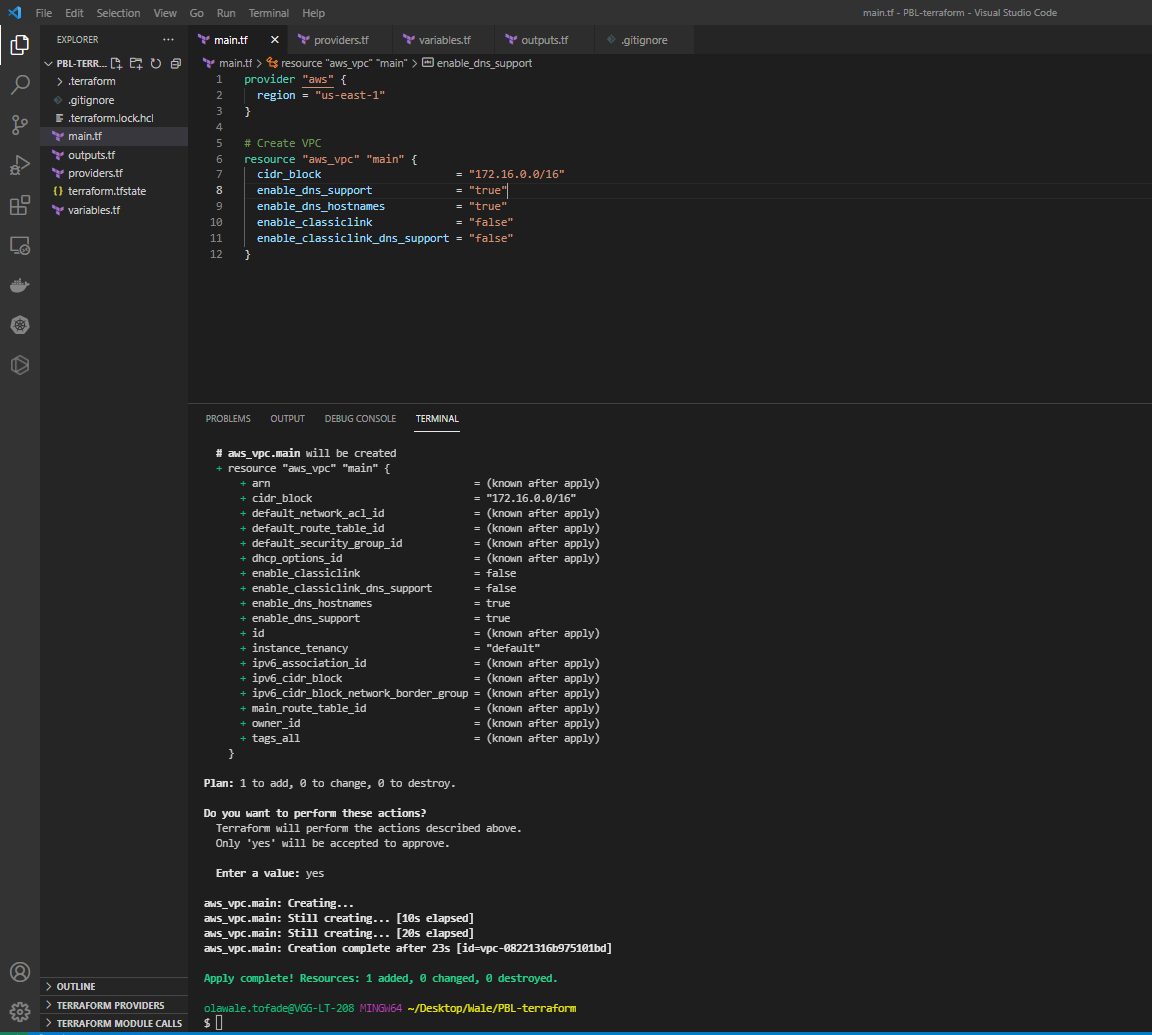 File Edit Selection View Go Run Terminal Help main.tf - PBL-terraform - Visual Studio Code
EXPLORER ...
PBL-TERR...
.terraform
.gitignore
.terraform.lock.hcl
main.tf
outputs.tf
providers.tf
terraform.tfstate
variables.tf
OUTLINE
TERRAFORM PROVIDERS
TERRAFORM MODULE CALLS
main.tf providers.tf variables.tf outputs.tf .gitignore
main.tf > resource "aws_vpc" "main" > enable_dns_support
1 provider "aws" {
2   region = "us-east-1"
3 }
4
5 # Create VPC
6 resource "aws_vpc" "main" {
7   cidr_block                     = "172.16.0.0/16"
8   enable_dns_support             = "true"
9   enable_dns_hostnames           = "true"
10   enable_classiclink             = "false"
11   enable_classiclink_dns_support = "false"
12 }
PROBLEMS OUTPUT DEBUG CONSOLE TERMINAL
# aws_vpc.main will be created
+ resource "aws_vpc" "main" {
+ arn                                  = (known after apply)
+ cidr_block                           = "172.16.0.0/16"
+ default_network_acl_id               = (known after apply)
+ default_route_table_id               = (known after apply)
+ default_security_group_id            = (known after apply)
+ dhcp_options_id                      = (known after apply)
+ enable_classiclink                   = false
+ enable_classiclink_dns_support       = false
+ enable_dns_hostnames                 = true
+ enable_dns_support                   = true
+ id                                   = (known after apply)
+ instance_tenancy                     = "default"
+ ipv6_association_id                  = (known after apply)
+ ipv6_cidr_block                      = (known after apply)
+ ipv6_cidr_block_network_border_group = (known after apply)
+ main_route_table_id                  = (known after apply)
+ owner_id                             = (known after apply)
+ tags_all                             = (known after apply)
}
Plan: 1 to add, 0 to change, 0 to destroy.
Do you want to perform these actions?
Terraform will perform the actions described above.
Only 'yes' will be accepted to approve.
Enter a value: yes
aws_vpc.main: Creating...
aws_vpc.main: Still creating... [10s elapsed]
aws_vpc.main: Still creating... [20s elapsed]
aws_vpc.main: Creation complete after 23s [id=vpc-08221316b975101bd]
Apply complete! Resources: 1 added, 0 changed, 0 destroyed.
olawale.tofade@VGG-LT-208 MINGW64 ~/Desktop/Wale/PBL-terraform
$